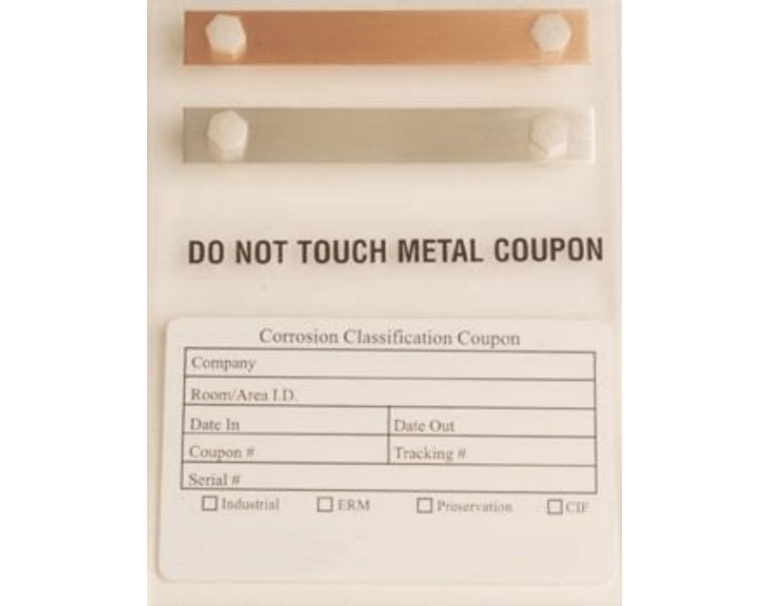 DO NOT TOUCH METAL COUPON
Corrosion Classification Coupon
Company
Room/Area I.D.
Date In Date Out
Coupon # Tracking #
Serial #
Industrial ERM Preservation CIF